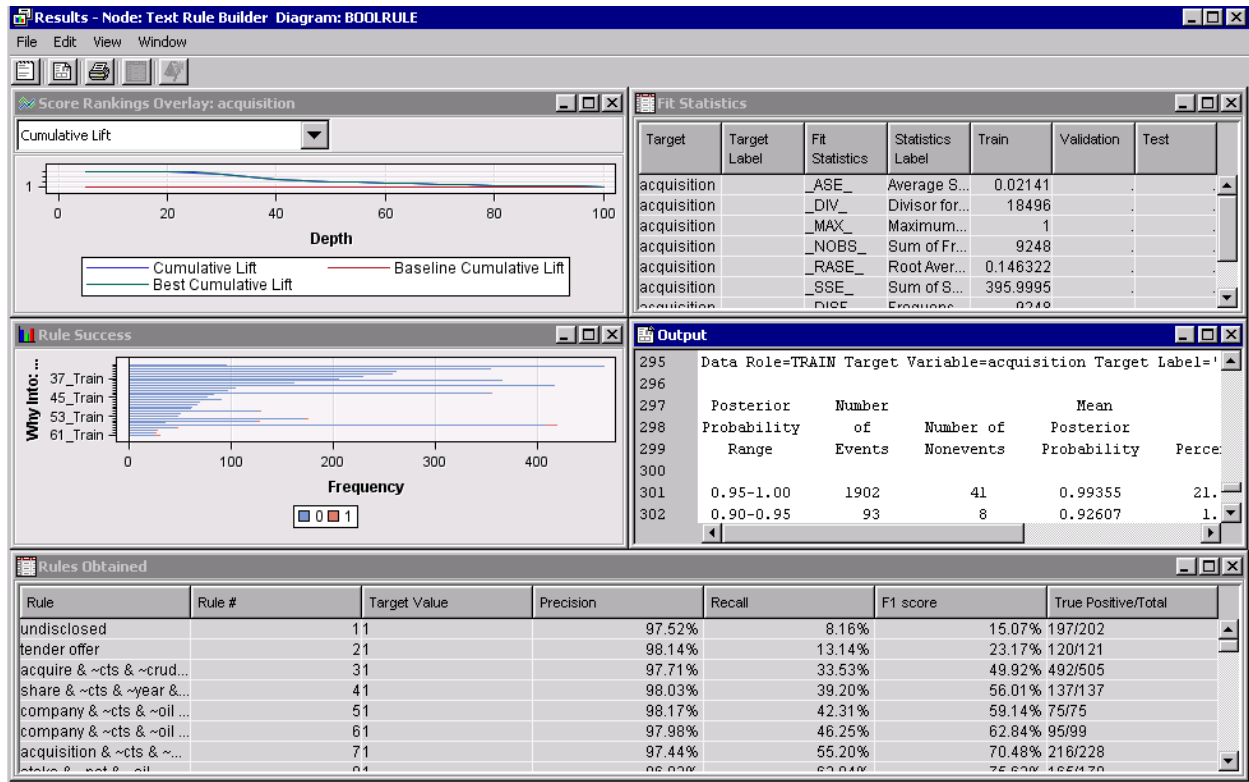 Results - Node: Text Rule Builder Diagram: BOOLRULE
File Edit View Window
Score Rankings Overlay: acquisition
Cumulative Lift
1
0 20 40 60 80 100
Depth
Cumulative Lift Baseline Cumulative Lift
Best Cumulative Lift
Fit Statistics
Target Target Label Fit Statistics Statistics Label Train Validation Test
acquisition _ASE_ Average S... 0.02141 . .
acquisition _DIV_ Divisor for... 18496 . .
acquisition _MAX_ Maximum... 1 . .
acquisition _NOBS_ Sum of Fr... 9248 . .
acquisition _RASE_ Root Aver... 0.146322 . .
acquisition _SSE_ Sum of S... 395.9995 . .
Rule Success
Why Into: ...
37_Train
45_Train
53_Train
61_Train
0 100 200 300 400
Frequency
0 1
Output
295 Data Role=TRAIN Target Variable=acquisition Target Label='
296
297 Posterior Number Mean
298 Probability of Number of Posterior
299 Range Events Nonevents Probability Perce
300
301 0.95-1.00 1902 41 0.99355 21.
302 0.90-0.95 93 8 0.92607 1.
Rules Obtained
Rule Rule # Target Value Precision Recall F1 score True Positive/Total
undisclosed 1 1 97.52% 8.16% 15.07% 197/202
tender offer 2 1 98.14% 13.14% 23.17% 120/121
acquire & ~cts & ~crud... 3 1 97.71% 33.53% 49.92% 492/505
share & ~cts & ~year &... 4 1 98.03% 39.20% 56.01% 137/137
company & ~cts & ~oil ... 5 1 98.17% 42.31% 59.14% 75/75
company & ~cts & ~oil ... 6 1 97.98% 46.25% 62.84% 95/99
acquisition & ~cts & ~... 7 1 97.44% 55.20% 70.48% 216/228